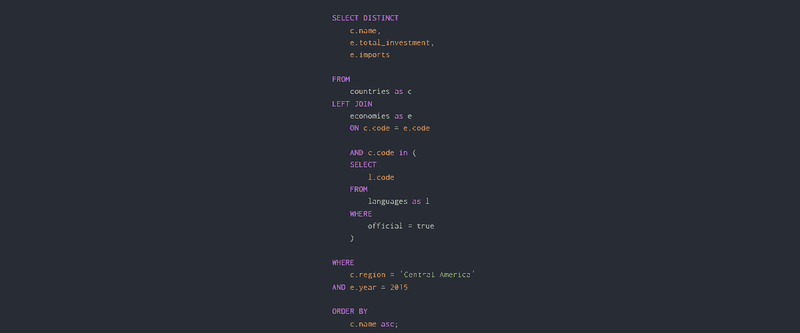 SELECT DISTINCT
c.name,
e.total_investment,
e.imports
FROM
countries as c
LEFT JOIN
economies as e
ON c.code = e.code
AND c.code in (
SELECT
l.code
FROM
languages as l
WHERE
official = true
)
WHERE
c.region = 'Central America'
AND e.year = 2015
ORDER BY
c.name asc;